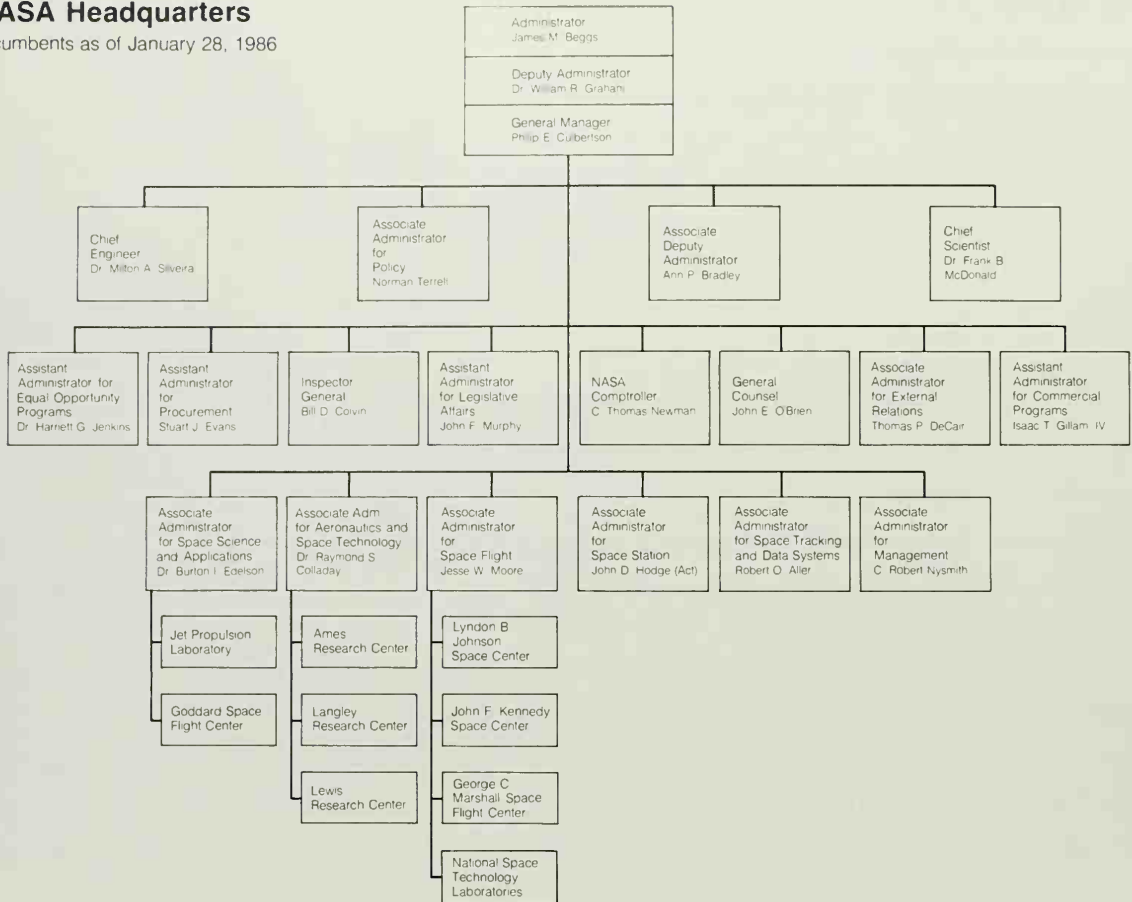 ASA Headquarters
cumbents as of January 28, 1986
Administrator
James M. Beggs
Deputy Administrator
Dr. William R. Graham
General Manager
Philip E. Culbertson
Chief
Engineer
Dr. Milton A. Silveira
Associate
Administrator
for
Policy
Norman Terrell
Associate
Deputy
Administrator
Ann P. Bradley
Chief
Scientist
Dr. Frank B.
McDonald
Assistant
Administrator for
Equal Opportunity
Programs
Dr. Harriett G. Jenkins
Assistant
Administrator
for
Procurement
Stuart J. Evans
Inspector
General
Bill D. Colvin
Assistant
Administrator
for Legislative
Affairs
John F. Murphy
NASA
Comptroller
C. Thomas Newman
General
Counsel
John E. O'Brien
Associate
Administrator
for External
Relations
Thomas P. DeCair
Assistant
Administrator
for Commercial
Programs
Isaac T. Gillam IV
Associate
Administrator
for Space Science
and Applications
Dr. Burton I. Edelson
Associate Adm.
for Aeronautics and
Space Technology
Dr. Raymond S.
Colladay
Associate
Administrator
for
Space Flight
Jesse W. Moore
Associate
Administrator
for
Space Station
John D. Hodge (Act)
Associate
Administrator
for Space Tracking
and Data Systems
Robert O. Aller
Associate
Administrator
for
Management
C. Robert Nysmith
Jet Propulsion
Laboratory
Goddard Space
Flight Center
Ames
Research Center
Langley
Research Center
Lewis
Research Center
Lyndon B.
Johnson
Space Center
John F. Kennedy
Space Center
George C.
Marshall Space
Flight Center
National Space
Technology
Laboratories